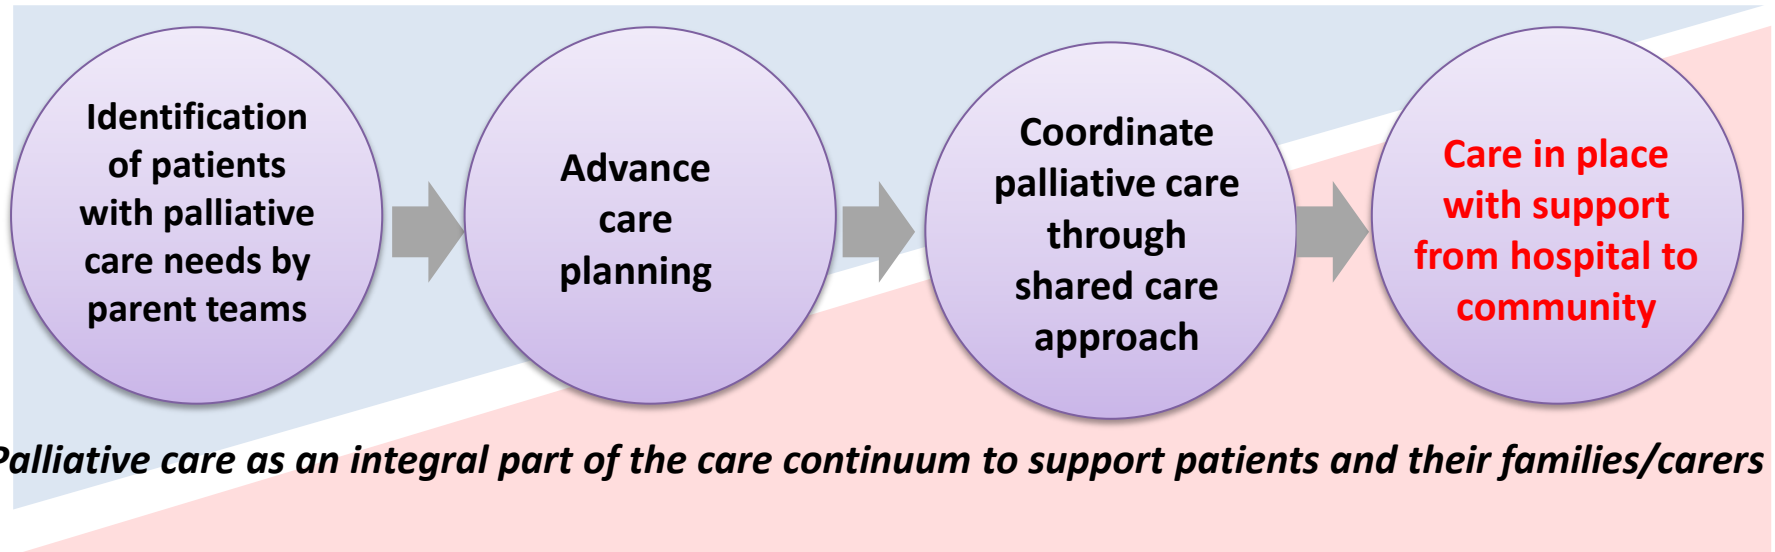 Identification
of patients
with palliative
care needs by
parent teams
Advance
care
planning
Coordinate
palliative care
through
shared care
approach
Care in place
with support
from hospital to
community
Palliative care as an integral part of the care continuum to support patients and their families/carers